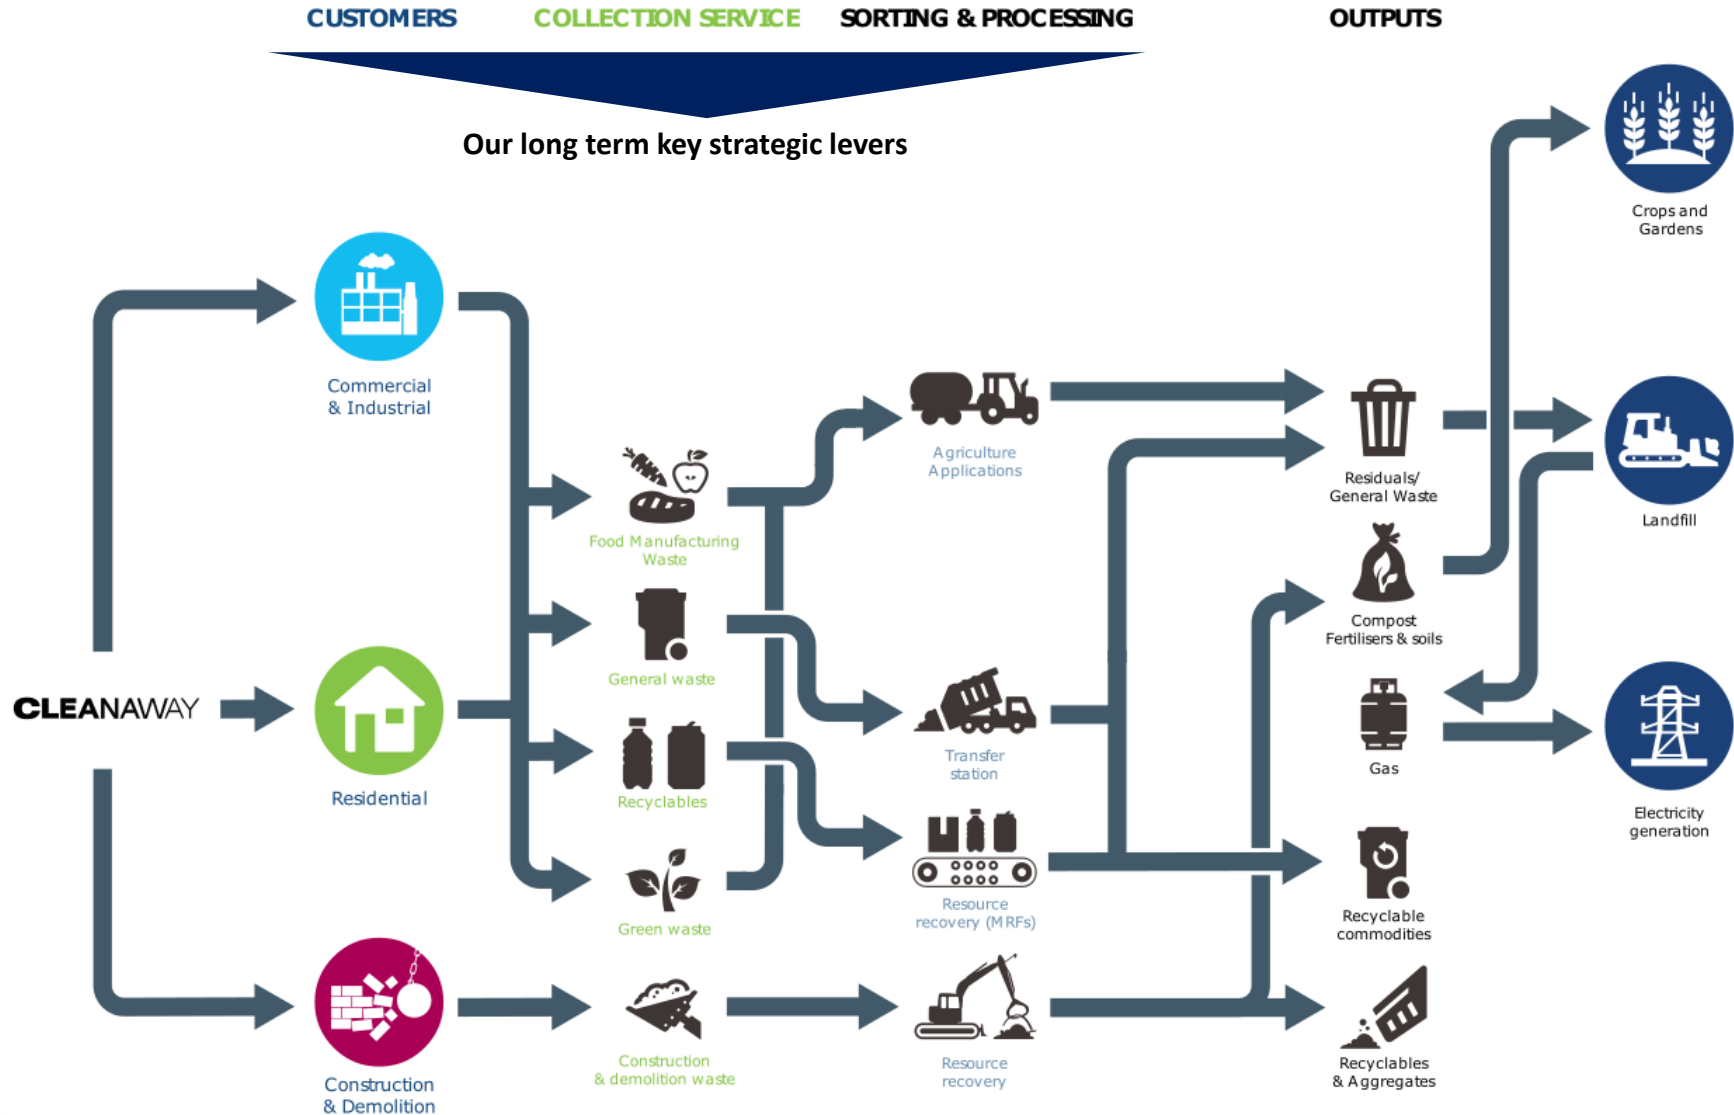 CUSTOMERS
COLLECTION SERVICE
SORTING & PROCESSING
OUTPUTS
Our long term key strategic levers
CLEANAWAY
Commercial
& Industrial
Residential
Construction
& Demolition
Food Manufacturing
Waste
General waste
Recyclables
Green waste
Construction
& demolition waste
Agriculture
Applications
Transfer
station
Resource
recovery (MRFs)
Resource
recovery
Residuals/
General Waste
Compost
Fertilisers & soils
Gas
Recyclable
commodities
Recyclables
& Aggregates
Crops and
Gardens
Landfill
Electricity
generation